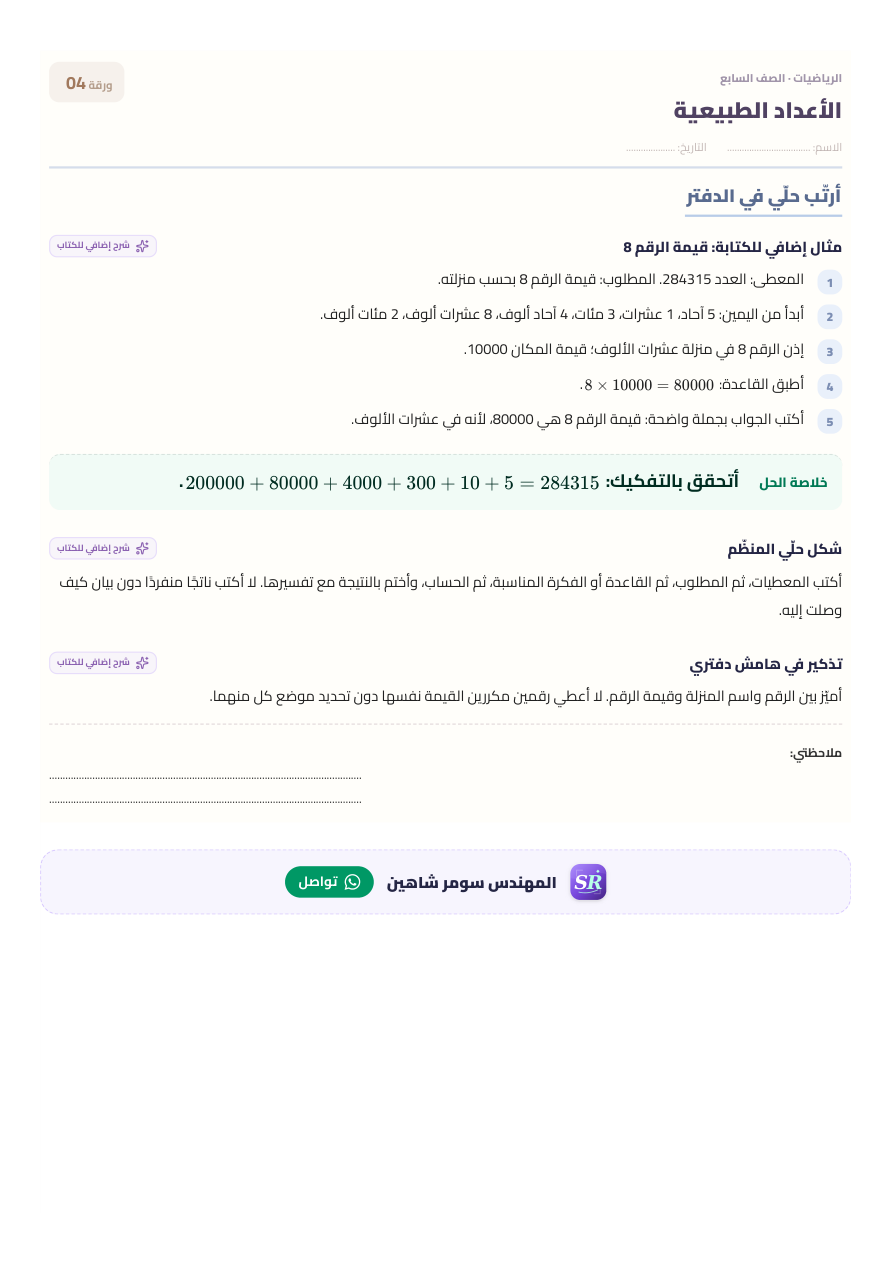 الرياضيات · الصف السابع
ورقة 04
الأعداد الطبيعية
الاسم: .................................. التاريخ: ....................
أرتّب حلّي في الدفتر
مثال إضافي للكتابة: قيمة الرقم 8
شرح إضافي للكتاب
1 المعطى: العدد 284315. المطلوب: قيمة الرقم 8 بحسب منزلته.
2 أبدأ من اليمين: 5 آحاد، 1 عشرات، 3 مئات، 4 آحاد ألوف، 8 عشرات ألوف، 2 مئات ألوف.
3 إذن الرقم 8 في منزلة عشرات الألوف؛ قيمة المكان 10000.
4 أطبق القاعدة: 8 × 10000 = 80000.
5 أكتب الجواب بجملة واضحة: قيمة الرقم 8 هي 80000، لأنه في عشرات الألوف.
خلاصة الحل أتحقق بالتفكيك: 200000 + 80000 + 4000 + 300 + 10 + 5 = 284315.
شكل حلّي المنظّم
شرح إضافي للكتاب
أكتب المعطيات، ثم المطلوب، ثم القاعدة أو الفكرة المناسبة، ثم الحساب، وأختم بالنتيجة مع تفسيرها. لا أكتب ناتجًا منفردًا دون بيان كيف
وصلت إليه.
تذكير في هامش دفتري
شرح إضافي للكتاب
أميّز بين الرقم واسم المنزلة وقيمة الرقم. لا أعطي رقمين مكررين القيمة نفسها دون تحديد موضع كل منهما.
ملاحظتي:
........................................................................................................
........................................................................................................
SR المهندس سومر شاهين تواصل